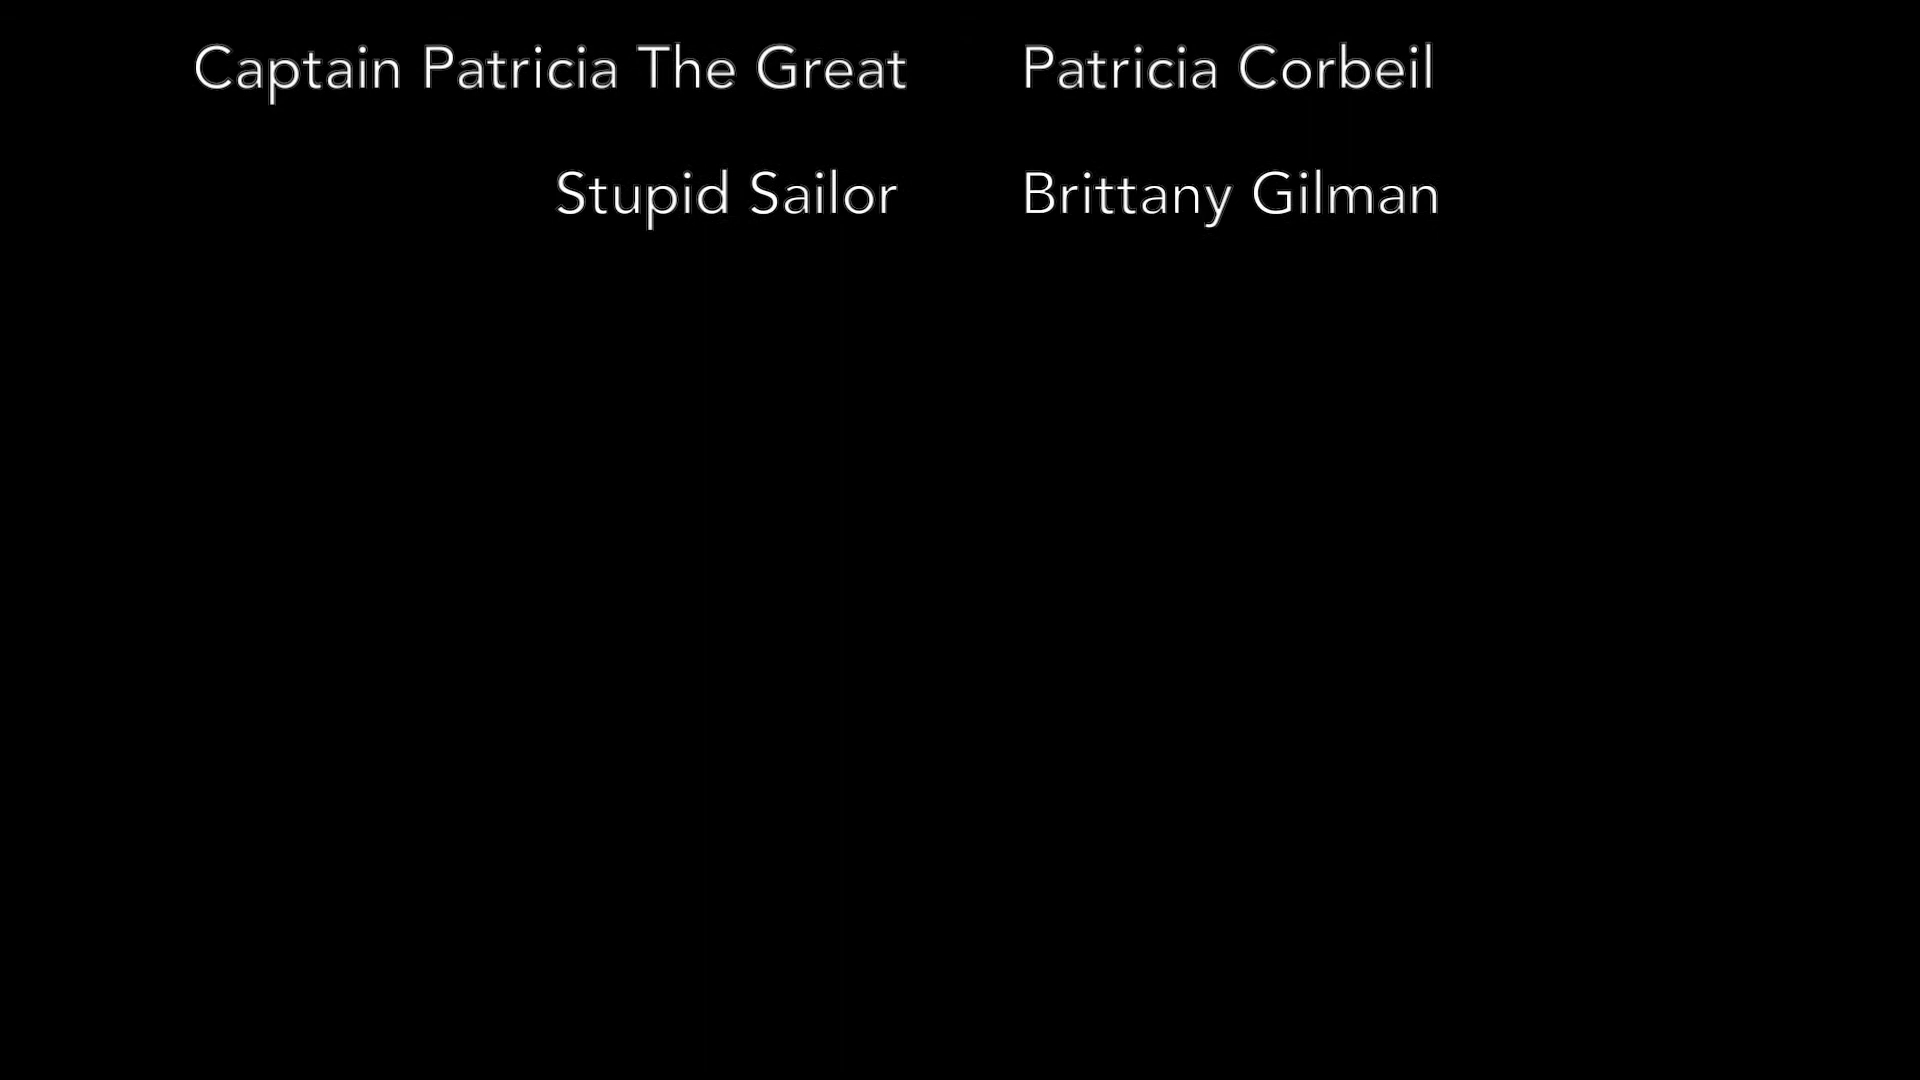 Captain Patricia The Great Patricia Corbeil
Stupid Sailor Brittany Gilman